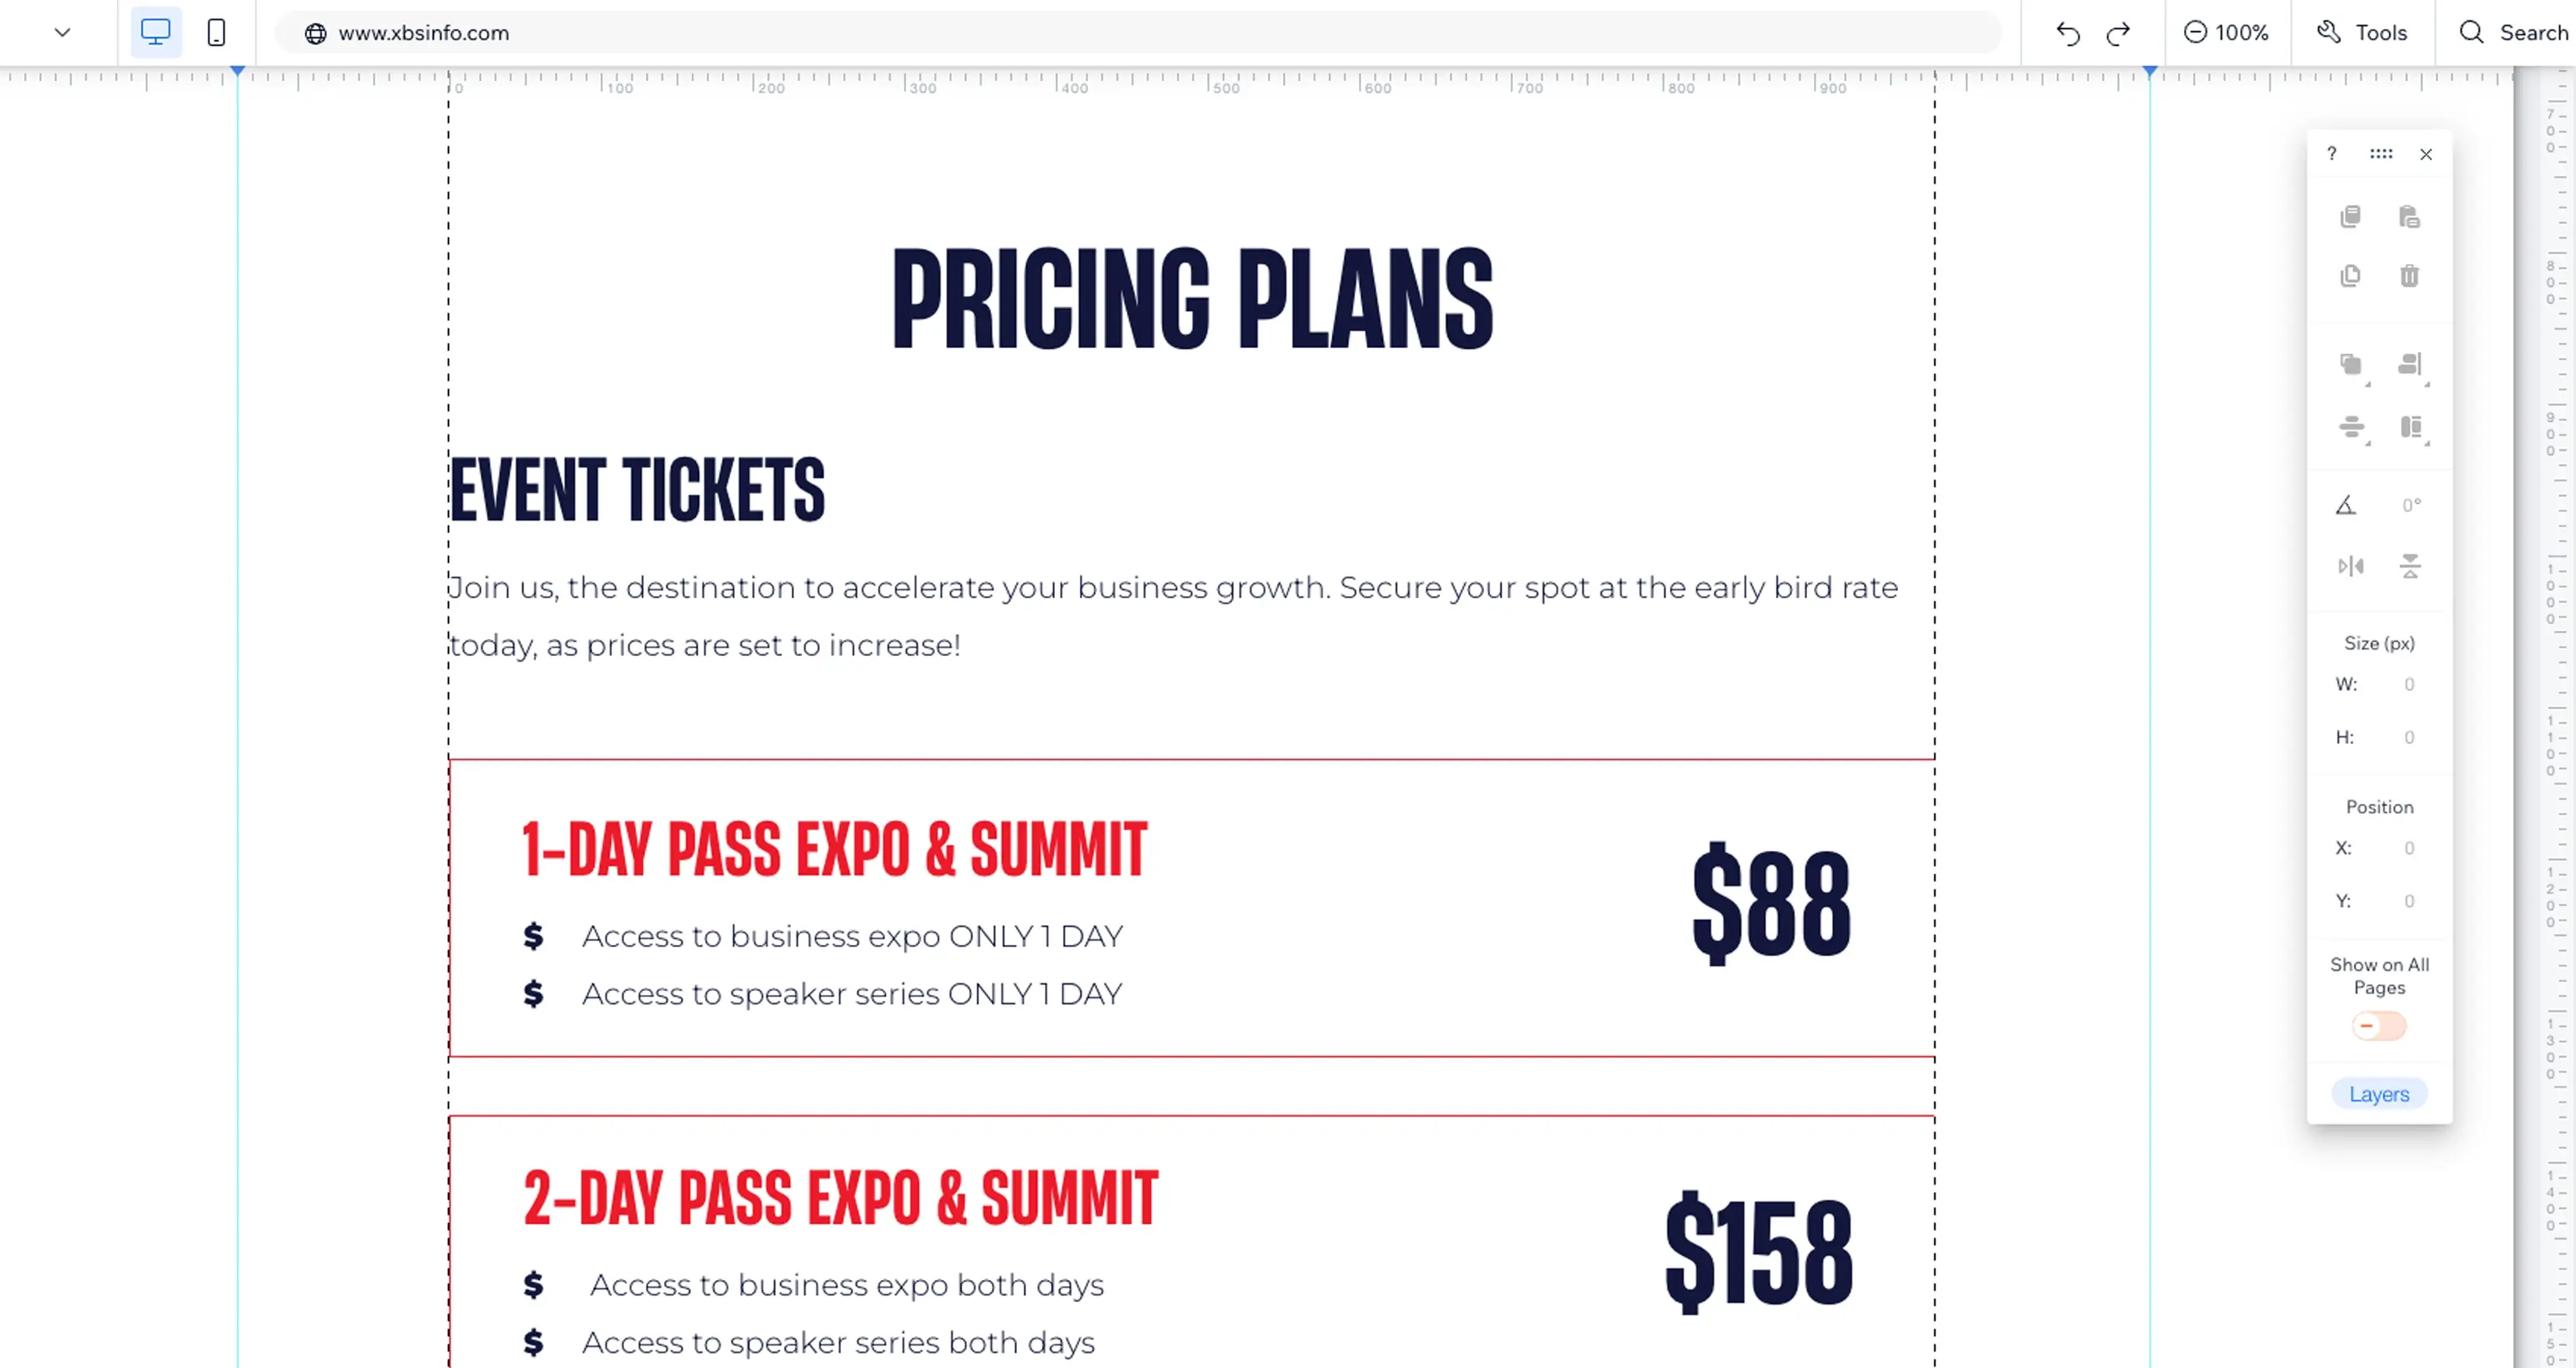 www.xbsinfo.com
100%
Tools
Search
0 100 200 300 400 500 600 700 800 900
PRICING PLANS
EVENT TICKETS
Join us, the destination to accelerate your business growth. Secure your spot at the early bird rate
today, as prices are set to increase!
1-DAY PASS EXPO & SUMMIT
$88
$ Access to business expo ONLY 1 DAY
$ Access to speaker series ONLY 1 DAY
2-DAY PASS EXPO & SUMMIT
$158
$ Access to business expo both days
$ Access to speaker series both days
?
0°
Size (px)
W: 0
H: 0
Position
X: 0
Y: 0
Show on All
Pages
Layers
700
800
900
1000
1100
1200
1300
1400